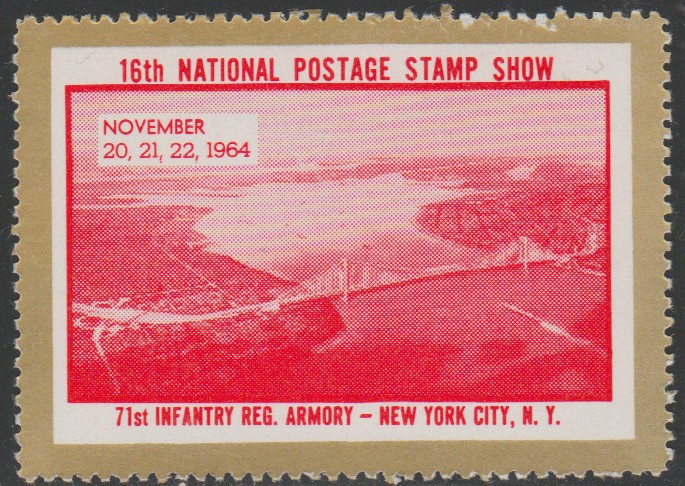 16th NATIONAL POSTAGE STAMP SHOW
NOVEMBER
20, 21, 22, 1964
71st INFANTRY REG. ARMORY - NEW YORK CITY, N. Y.